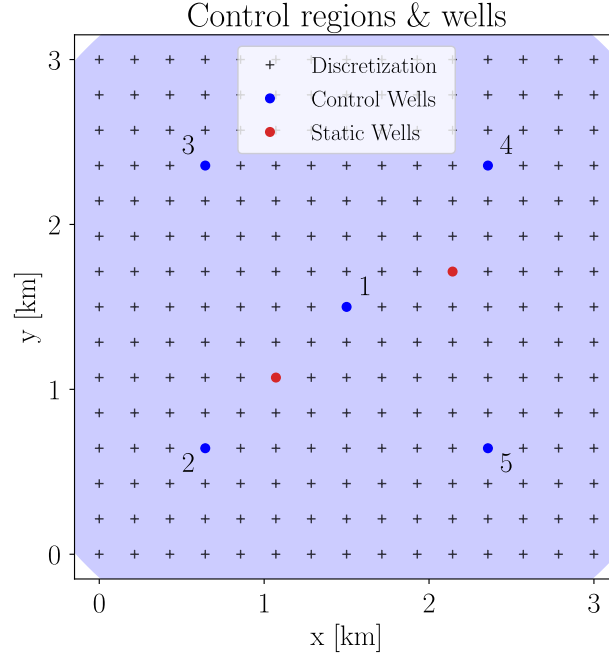 Control regions & wells
Discretization
Control Wells
Static Wells
3
4
1
2
5
y [km]
3
2
1
0
0 1 2 3
x [km]